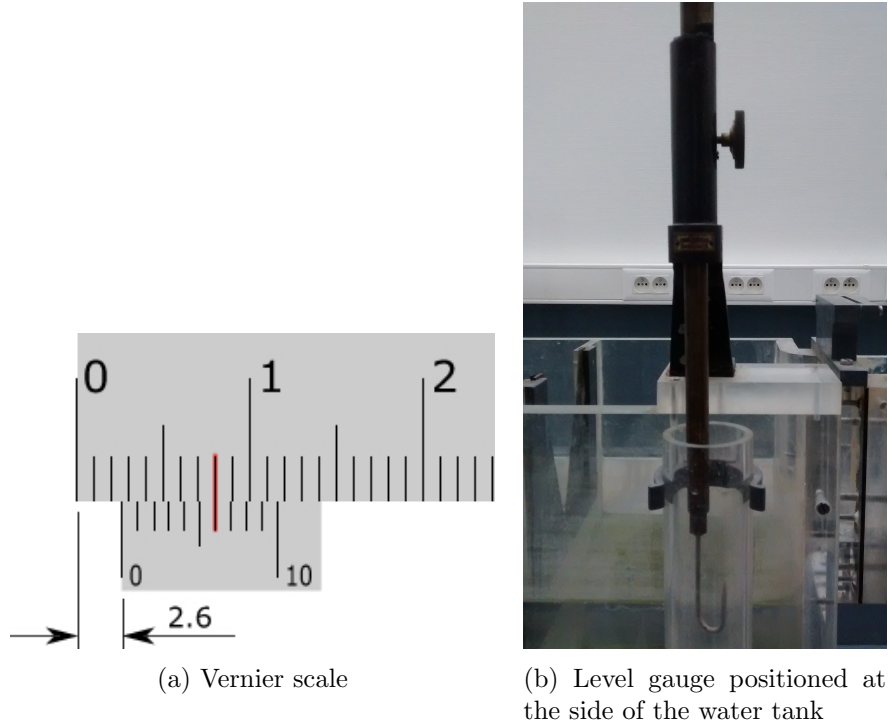 0 1 2
0 10
2.6
(a) Vernier scale
(b) Level gauge positioned at
the side of the water tank